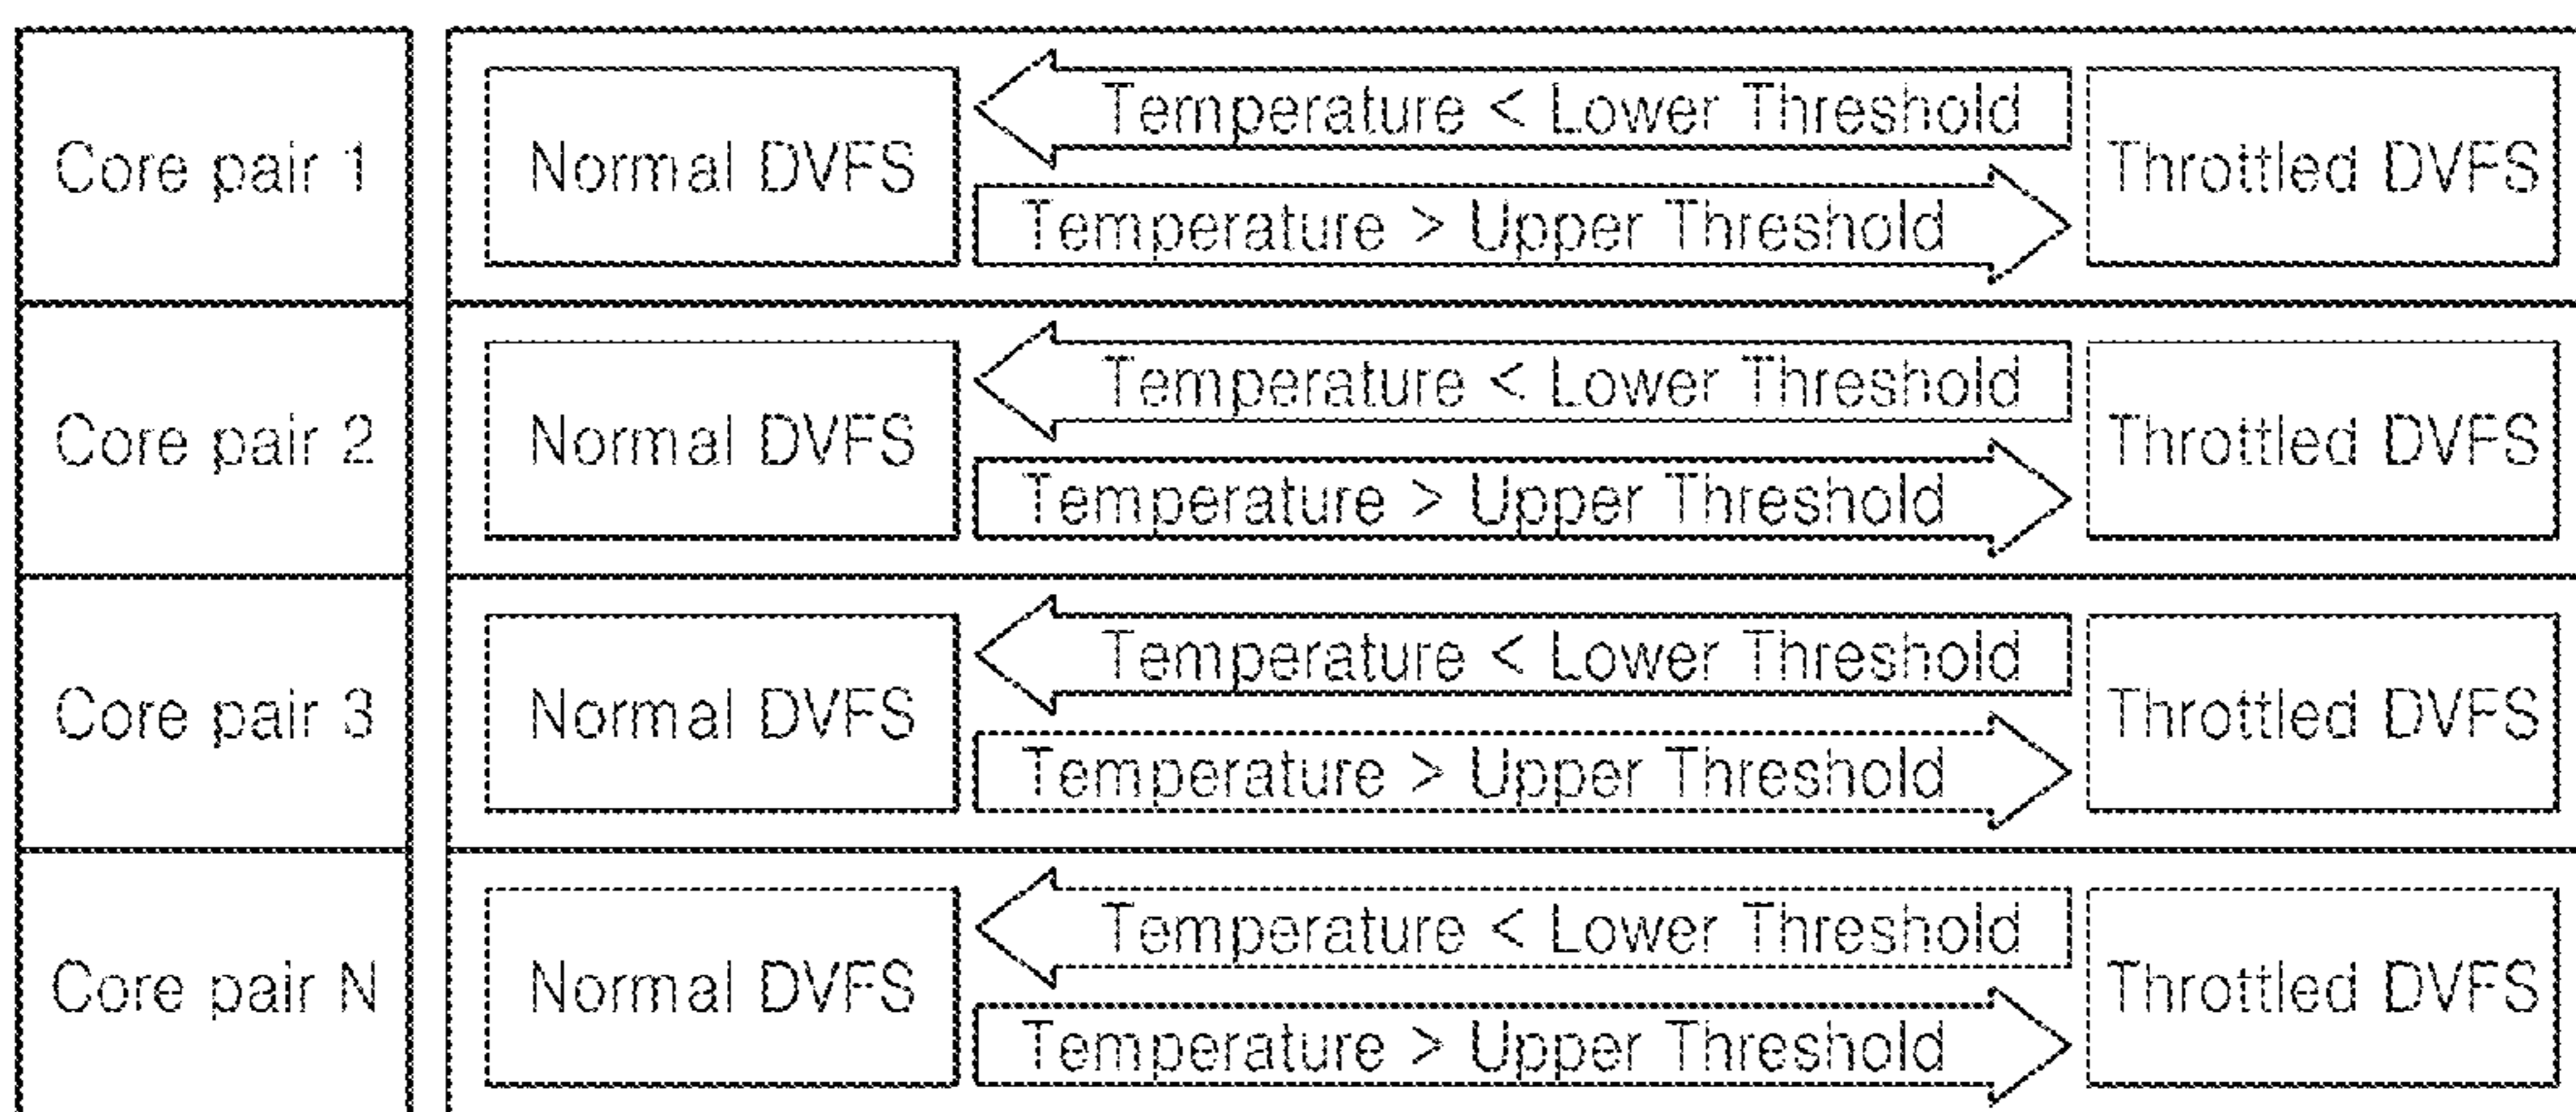 Core pair 1
Normal DVFS
Temperature < Lower Threshold
Temperature > Upper Threshold
Throttled DVFS
Core pair 2
Normal DVFS
Temperature < Lower Threshold
Temperature > Upper Threshold
Throttled DVFS
Core pair 3
Normal DVFS
Temperature < Lower Threshold
Temperature > Upper Threshold
Throttled DVFS
Core pair N
Normal DVFS
Temperature < Lower Threshold
Temperature > Upper Threshold
Throttled DVFS